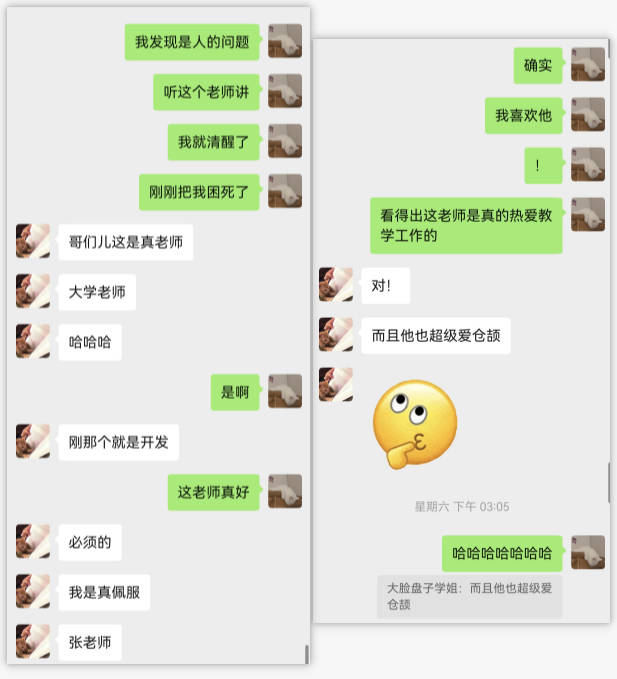 我发现是人的问题
听这个老师讲
我就清醒了
刚刚把我困死了
哥们儿这是真老师
大学老师
哈哈哈
是啊
刚那个就是开发
这老师真好
必须的
我是真佩服
张老师
确实
我喜欢他
！
看得出这老师是真的热爱教
学工作的
对！
而且他也超级爱仓颉
星期六 下午 03:05
哈哈哈哈哈哈哈
大脸盘子学姐：而且他也超级爱
仓颉